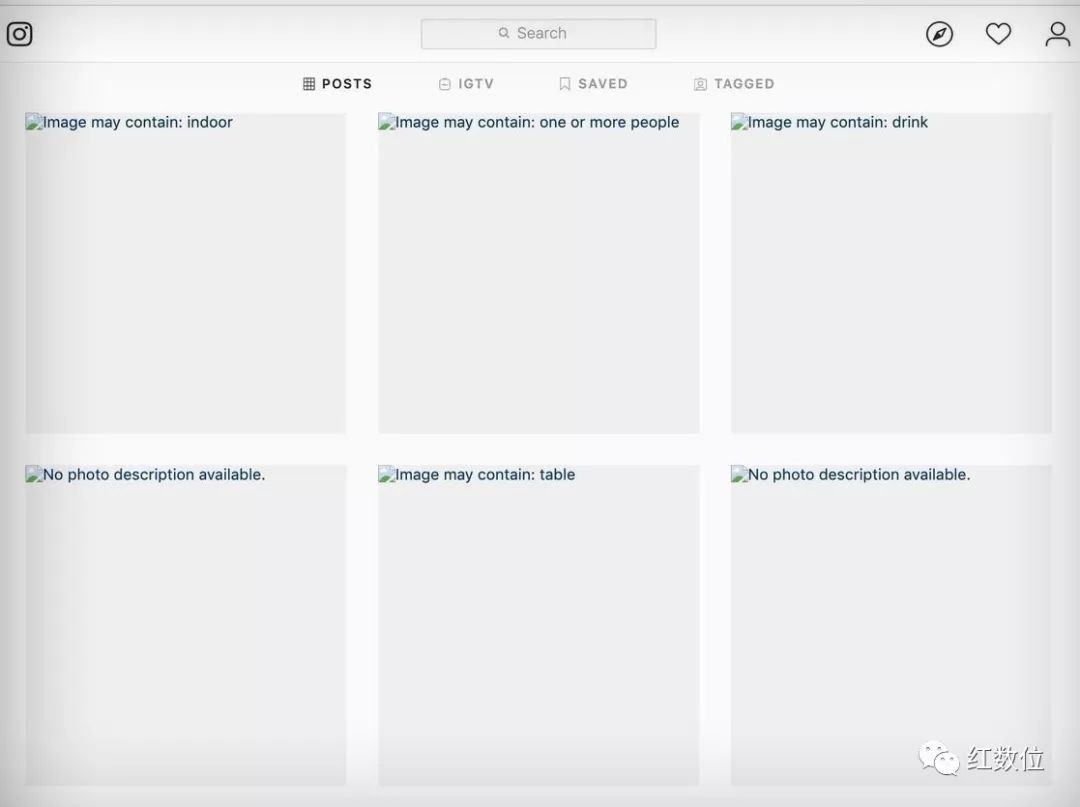 Search
POSTS IGTV SAVED TAGGED
Image may contain: indoor
Image may contain: one or more people
Image may contain: drink
No photo description available.
Image may contain: table
No photo description available.
红数位